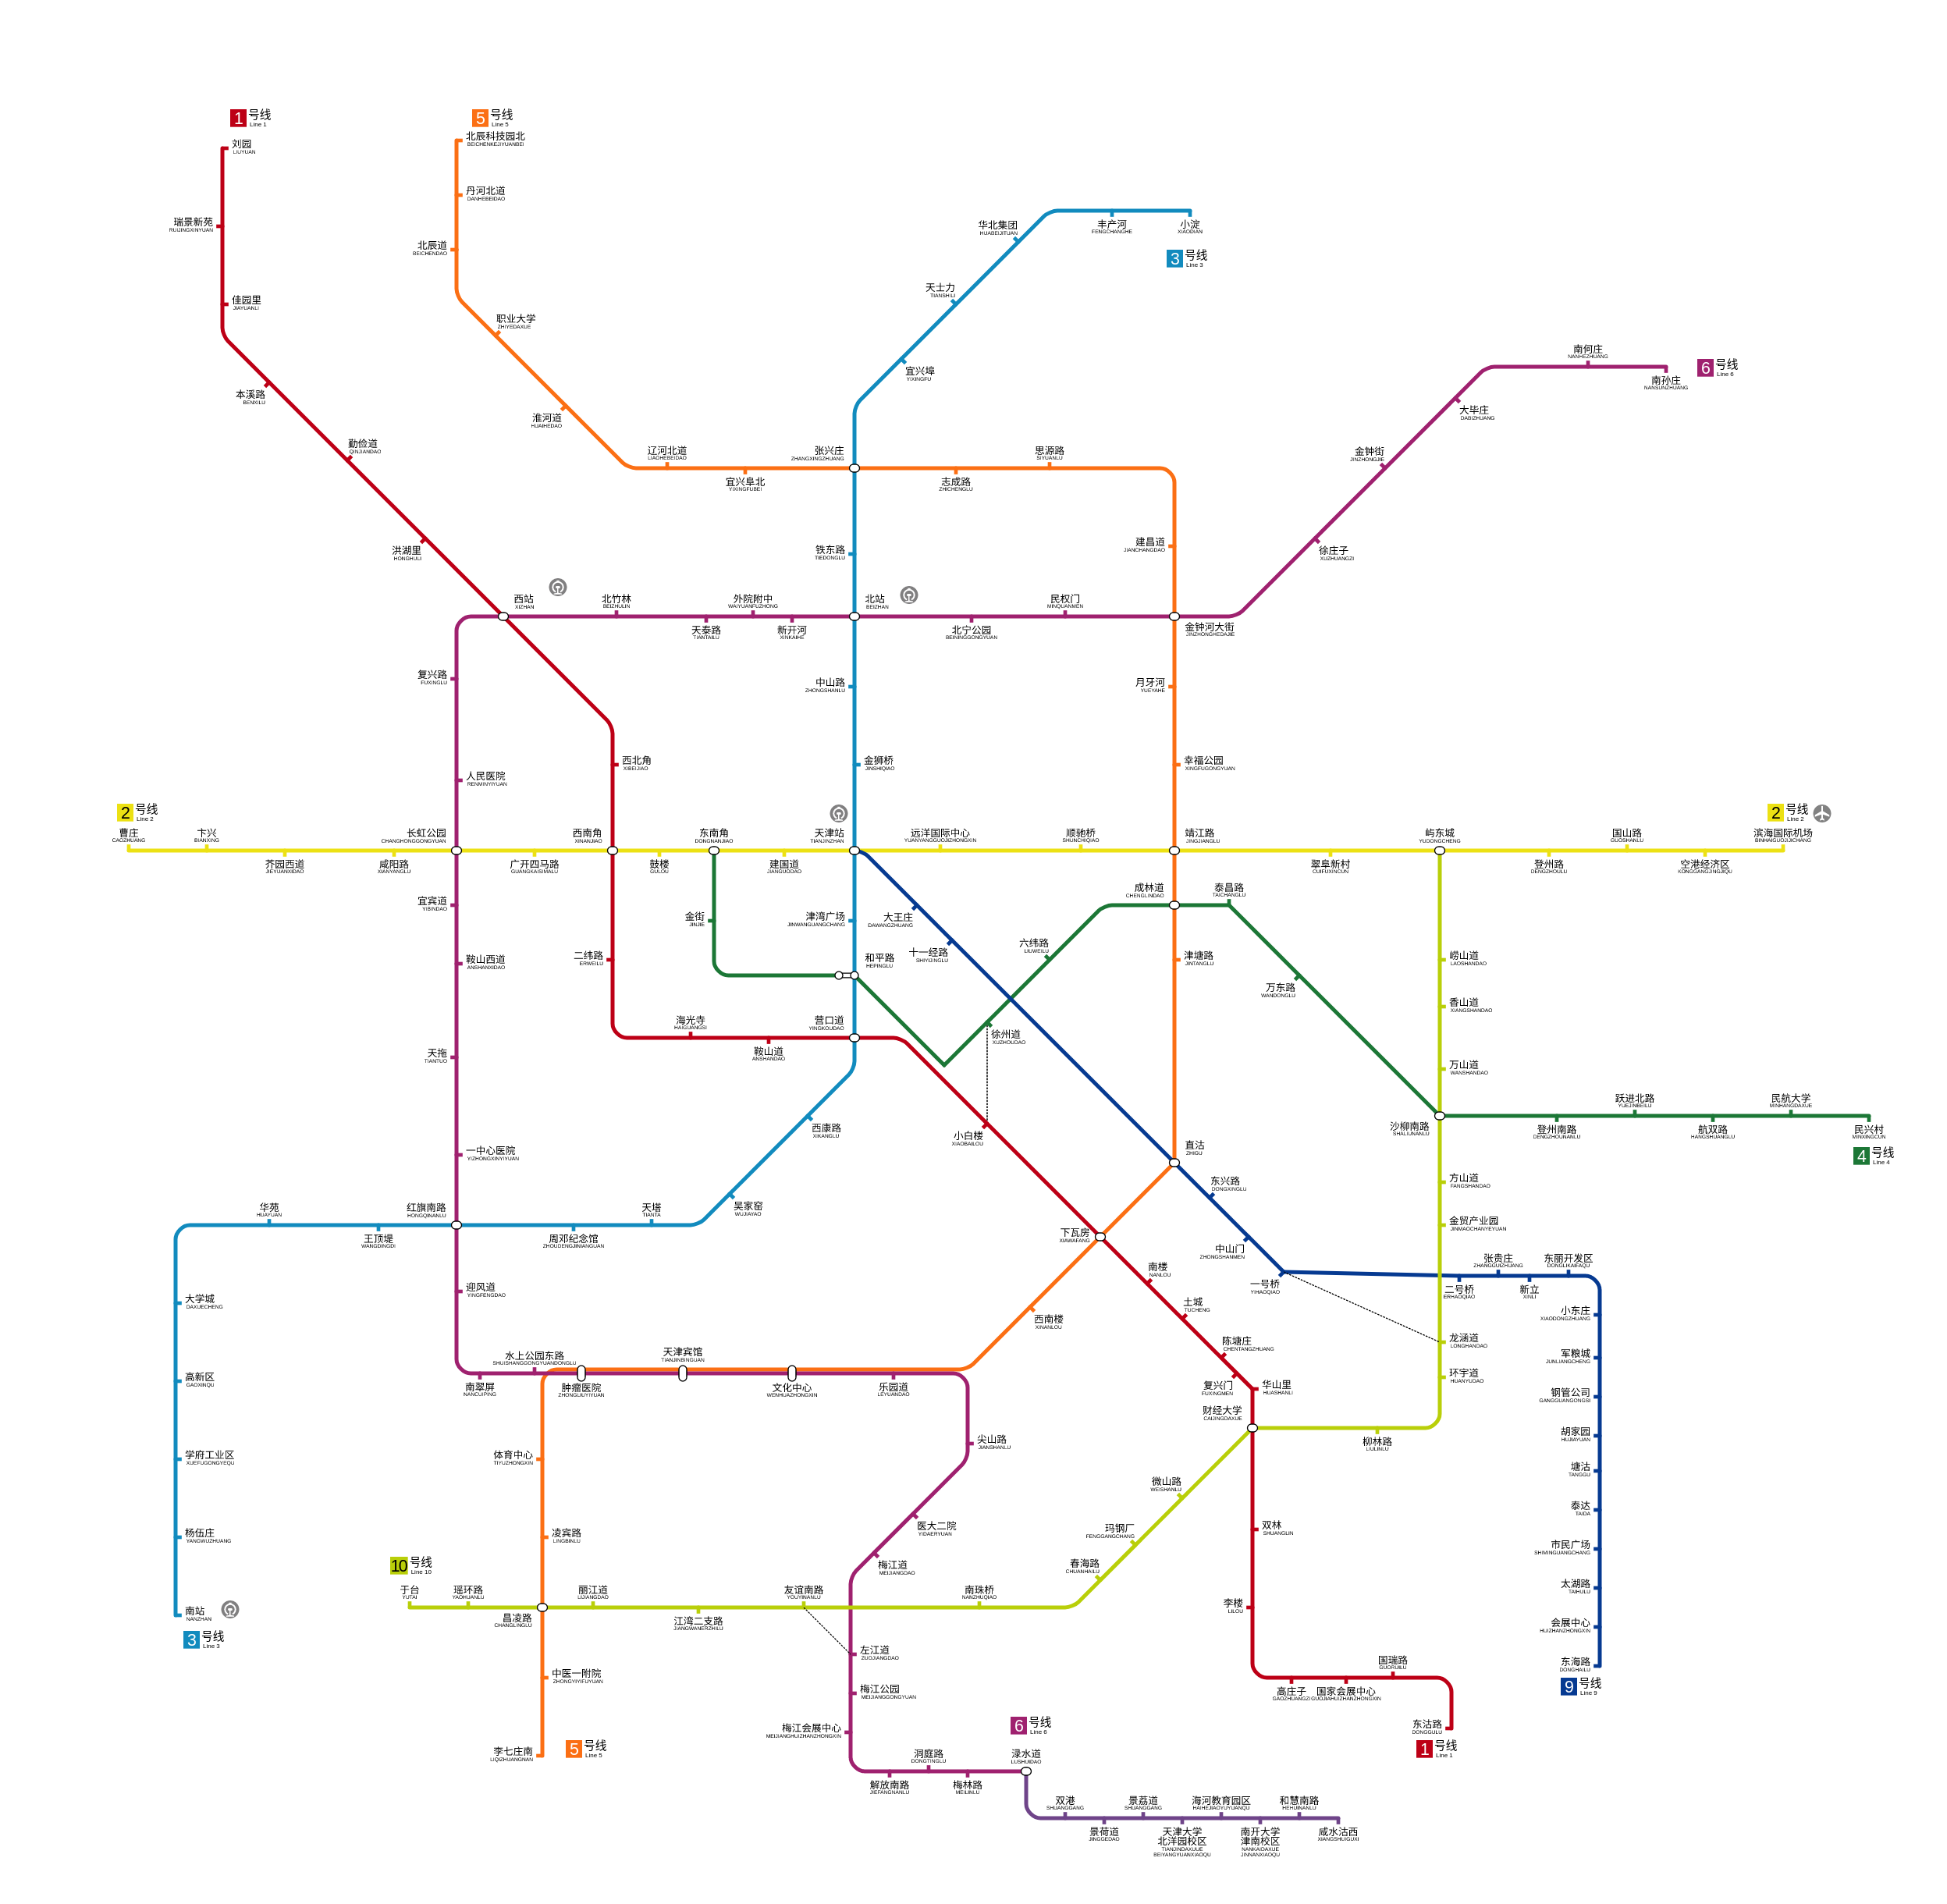 1 号线
Line 1
刘园
LIUYUAN
瑞景新苑
RUIJINGXINYUAN
佳园里
JIAYUANLI
本溪路
BENXILU
勤俭道
QINJIANDAO
洪湖里
HONGHULI
5 号线
Line 5
北辰科技园北
BEICHENKEJIYUANBEI
丹河北道
DANHEBEIDAO
北辰道
BEICHENDAO
职业大学
ZHIYEDAXUE
淮河道
HUAIHEDAO
辽河北道
LIAOHEBEIDAO
宜兴阜北
YIXINGFUBEI
张兴庄
ZHANGXINGZHUANG
志成路
ZHICHENGLU
思源路
SIYUANLU
建昌道
JIANCHANGDAO
华北集团
HUABEIJITUAN
丰产河
FENGCHANGHE
小淀
XIAODIAN
3 号线
Line 3
天士力
TIANSHILI
宜兴埠
YIXINGFU
铁东路
TIEDONGLU
南何庄
NANHEZHUANG
南孙庄
NANSUNZHUANG
6 号线
Line 6
大毕庄
DABIZHUANG
金钟街
JINZHONGJIE
徐庄子
XUZHUANGZI
西站
XIZHAN
北竹林
BEIZHULIN
天泰路
TIANTAILU
外院附中
WAIYUANFUZHONG
新开河
XINKAIHE
北站
BEIZHAN
北宁公园
BEININGGONGYUAN
民权门
MINQUANMEN
金钟河大街
JINZHONGHEDAJIE
复兴路
FUXINGLU
中山路
ZHONGSHANLU
月牙河
YUEYAHE
人民医院
RENMINYIYUAN
西北角
XIBEIJIAO
金狮桥
JINSHIQIAO
幸福公园
XINGFUGONGYUAN
2 号线
Line 2
曹庄
CAOZHUANG
卞兴
BIANXING
芥园西道
JIEYUANXIDAO
咸阳路
XIANYANGLU
长虹公园
CHANGHONGGONGYUAN
广开四马路
GUANGKAISIMALU
西南角
XINANJIAO
鼓楼
GULOU
东南角
DONGNANJIAO
建国道
JIANGUODAO
天津站
TIANJINZHAN
远洋国际中心
YUANYANGGUOJIZHONGXIN
顺驰桥
SHUNCHIQIAO
靖江路
JINGJIANGLU
翠阜新村
CUIFUXINCUN
屿东城
YUDONGCHENG
登州路
DENGZHOULU
国山路
GUOSHANLU
空港经济区
KONGGANGJINGJIQU
2 号线
Line 2
滨海国际机场
BINHANGUOJIJICHANG
宜宾道
YIBINDAO
鞍山西道
ANSHANXIDAO
二纬路
ERWEILU
金街
JINJIE
津湾广场
JINWANGUANGCHANG
和平路
HEPINGLU
大王庄
DAWANGZHUANG
十一经路
SHIYIJINGLU
六纬路
LIUWEILU
成林道
CHENGLINDAO
泰昌路
TAICHANGLU
津塘路
JINTANGLU
万东路
WANDONGLU
崂山道
LAOSHANDAO
香山道
XIANGSHANDAO
万山道
WANSHANDAO
天拖
TIANTUO
海光寺
HAIGUANGSI
鞍山道
ANSHANDAO
营口道
YINGKOUDAO
徐州道
XUZHOUDAO
小白楼
XIAOBAILOU
西康路
XIKANGLU
直沽
ZHIGU
沙柳南路
SHALIUNANLU
登州南路
DENGZHOUNANLU
跃进北路
YUEJINBEILU
航双路
HANGSHUANGLU
民航大学
MINHANGDAXUE
民兴村
MINXINGCUN
4 号线
Line 4
一中心医院
YIZHONGXINYIYUAN
吴家窑
WUJIAYAO
东兴路
DONGXINGLU
方山道
FANGSHANDAO
华苑
HUAYUAN
王顶堤
WANGDINGDI
红旗南路
HONGQINANLU
周邓纪念馆
ZHOUDENGJINIANGUAN
天塔
TIANTA
下瓦房
XIAWAFANG
中山门
ZHONGSHANMEN
金贸产业园
JINMAOCHANYEYUAN
一号桥
YIHAOQIAO
二号桥
ERHAOQIAO
张贵庄
ZHANGGUIZHUANG
新立
XINLI
东丽开发区
DONGLIKAIFAQU
大学城
DAXUECHENG
迎风道
YINGFENGDAO
西南楼
XINANLOU
南楼
NANLOU
土城
TUCHENG
陈塘庄
CHENTANGZHUANG
龙涵道
LONGHANDAO
小东庄
XIAODONGZHUANG
军粮城
JUNLIANGCHENG
高新区
GAOXINQU
南翠屏
NANCUIPING
水上公园东路
SHUISHANGGONGYUANDONGLU
肿瘤医院
ZHONGLIUYIYUAN
天津宾馆
TIANJINBINGUAN
文化中心
WENHUAZHONGXIN
乐园道
LEYUANDAO
复兴门
FUXINGMEN
华山里
HUASHANLI
环宇道
HUANYUDAO
钢管公司
GANGGUANGONGSI
学府工业区
XUEFUGONGYEQU
体育中心
TIYUZHONGXIN
尖山路
JIANSHANLU
财经大学
CAIJINGDAXUE
柳林路
LIULINLU
胡家园
HUJIAYUAN
塘沽
TANGGU
微山路
WEISHANLU
泰达
TAIDA
杨伍庄
YANGWUZHUANG
凌宾路
LINGBINLU
医大二院
YIDAERYUAN
玛钢厂
FENGGANGCHANG
双林
SHUANGLIN
市民广场
SHIMINGUANGCHANG
10 号线
Line 10
于台
YUTAI
瑶环路
YAOHUANLU
昌凌路
CHANGLINGLU
丽江道
LIJIANGDAO
江湾二支路
JIANGWANERZHILU
友谊南路
YOUYINANLU
梅江道
MEIJIANGDAO
南珠桥
NANZHUQIAO
春海路
CHUANHAILU
李楼
LILOU
太湖路
TAIHULU
会展中心
HUIZHANZHONGXIN
东海路
DONGHAILU
9 号线
Line 9
南站
NANZHAN
3 号线
Line 3
中医一附院
ZHONGYIYIFUYUAN
李七庄南
LIQIZHUANGNAN
5 号线
Line 5
左江道
ZUOJIANGDAO
梅江公园
MEIJIANGGONGYUAN
梅江会展中心
MEIJIANGHUIZHANZHONGXIN
解放南路
JIEFANGNANLU
洞庭路
DONGTINGLU
梅林路
MEILINLU
6 号线
Line 6
渌水道
LUSHUIDAO
高庄子
GAOZHUANGZI
国家会展中心
GUOJIAHUIZHANZHONGXIN
国瑞路
GUORUILU
东沽路
DONGGULU
1 号线
Line 1
双港
SHUANGGANG
景荷道
JINGGEDAO
景荔道
SHUANGGANG
天津大学
北洋园校区
TIANJINDAXUUE
BEIYANGYUANXIAOQU
海河教育园区
HAIHEJIAOYUYUANQU
南开大学
津南校区
NANKAIDAXUE
JINNANXIAOQU
和慧南路
HEHUINANLU
咸水沽西
XIANGSHUIGUXI